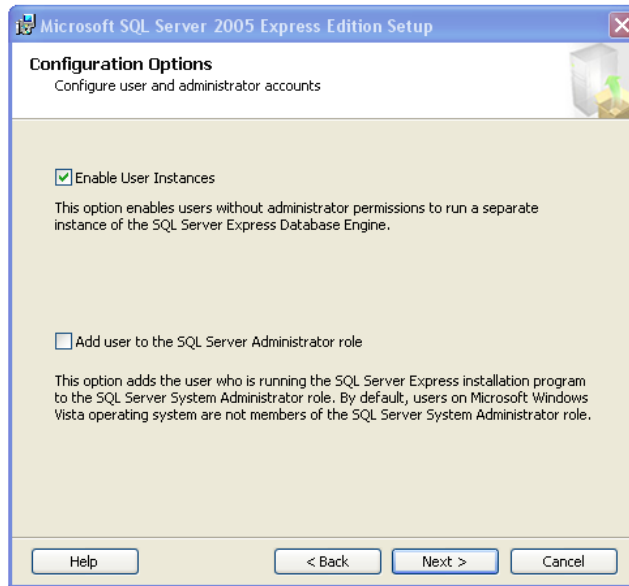 Microsoft SQL Server 2005 Express Edition Setup
Configuration Options
Configure user and administrator accounts
Enable User Instances
This option enables users without administrator permissions to run a separate
instance of the SQL Server Express Database Engine.
Add user to the SQL Server Administrator role
This option adds the user who is running the SQL Server Express installation program
to the SQL Server System Administrator role. By default, users on Microsoft Windows
Vista operating system are not members of the SQL Server System Administrator role.
Help
< Back
Next >
Cancel